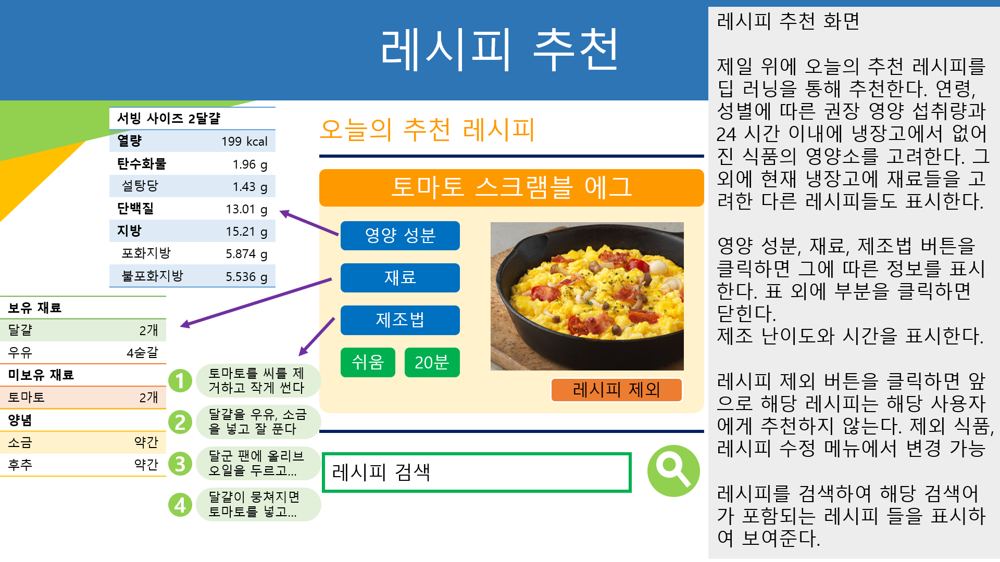 레시피 추천
서빙 사이즈 2달걀
열량 199 kcal
탄수화물 1.96 g
설탕당 1.43 g
단백질 13.01 g
지방 15.21 g
포화지방 5.874 g
불포화지방 5.536 g
보유 재료
달걀 2개
우유 4숟갈
미보유 재료
토마토 2개
양념
소금 약간
후추 약간
1 토마토를 씨를 제
거하고 작게 썬다
2 달걀을 우유, 소금
을 넣고 잘 푼다
3 달군 팬에 올리브
오일을 두르고...
4 달걀이 뭉쳐지면
토마토를 넣고...
오늘의 추천 레시피
토마토 스크램블 에그
영양 성분
재료
제조법
쉬움 20분
레시피 제외
레시피 검색
레시피 추천 화면
제일 위에 오늘의 추천 레시피를
딥 러닝을 통해 추천한다. 연령,
성별에 따른 권장 영양 섭취량과
24 시간 이내에 냉장고에서 없어
진 식품의 영양소를 고려한다. 그
외에 현재 냉장고에 재료들을 고
려한 다른 레시피들도 표시한다.
영양 성분, 재료, 제조법 버튼을
클릭하면 그에 따른 정보를 표시
한다. 표 외에 부분을 클릭하면
닫힌다.
제조 난이도와 시간을 표시한다.
레시피 제외 버튼을 클릭하면 앞
으로 해당 레시피는 해당 사용자
에게 추천하지 않는다. 제외 식품,
레시피 수정 메뉴에서 변경 가능
레시피를 검색하여 해당 검색어
가 포함되는 레시피 들을 표시하
여 보여준다.